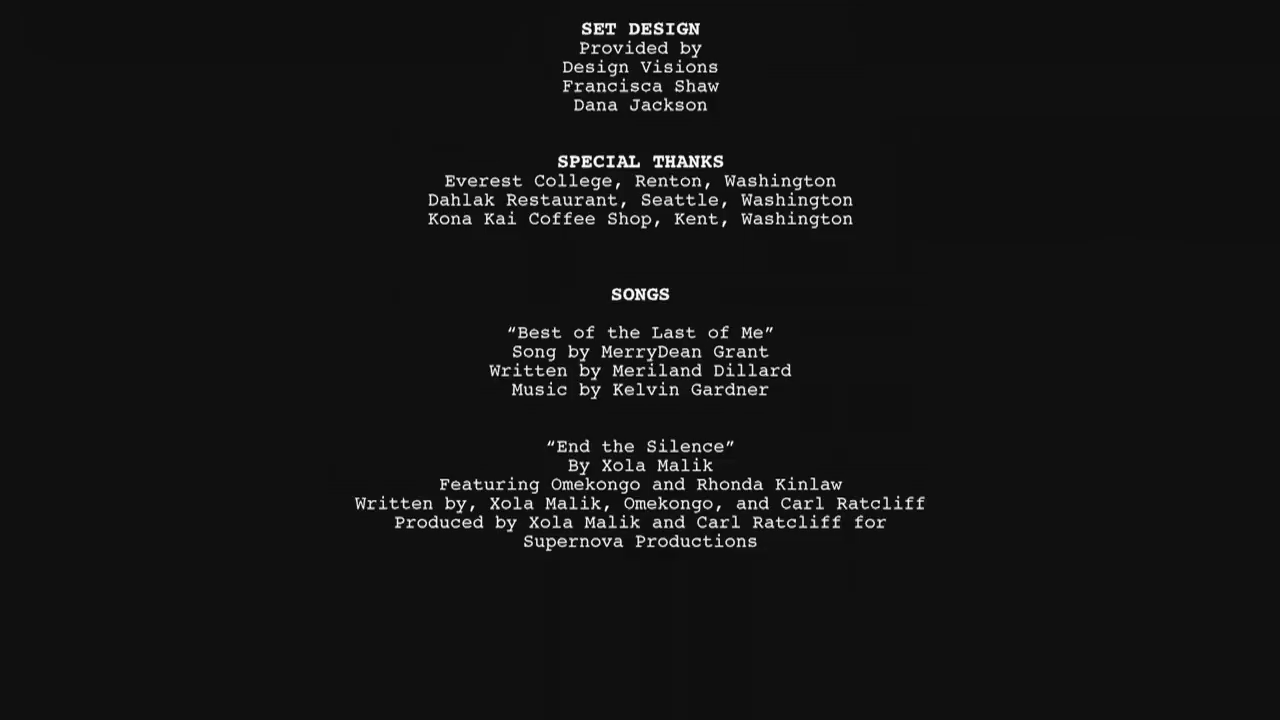 SET DESIGN
Provided by
Design Visions
Francisca Shaw
Dana Jackson
SPECIAL THANKS
Everest College, Renton, Washington
Dahlak Restaurant, Seattle, Washington
Kona Kai Coffee Shop, Kent, Washington
SONGS
“Best of the Last of Me”
Song by MerryDean Grant
Written by Meriland Dillard
Music by Kelvin Gardner
“End the Silence”
By Xola Malik
Featuring Omekongo and Rhonda Kinlaw
Written by, Xola Malik, Omekongo, and Carl Ratcliff
Produced by Xola Malik and Carl Ratcliff for
Supernova Productions